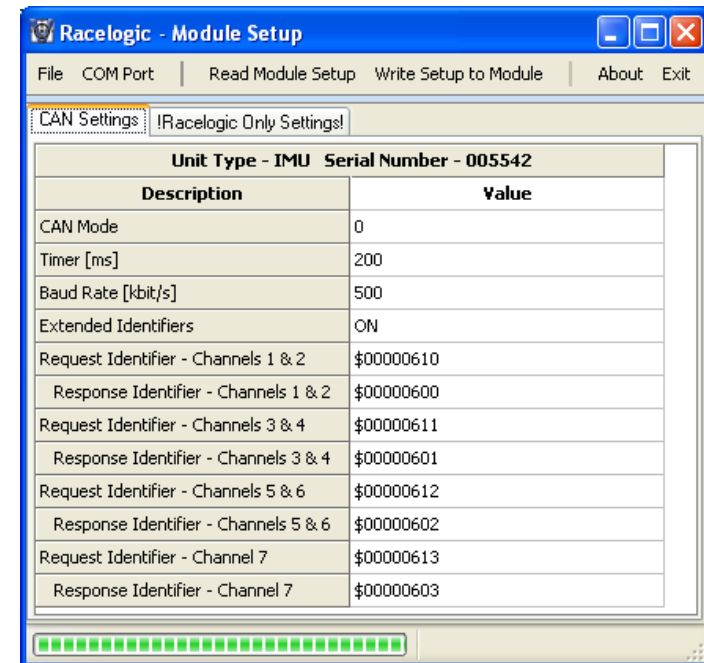 Racelogic - Module Setup
File COM Port | Read Module Setup Write Setup to Module | About Exit
CAN Settings !Racelogic Only Settings!
Unit Type - IMU Serial Number - 005542
Description Value
CAN Mode 0
Timer [ms] 200
Baud Rate [kbit/s] 500
Extended Identifiers ON
Request Identifier - Channels 1 & 2 $00000610
Response Identifier - Channels 1 & 2 $00000600
Request Identifier - Channels 3 & 4 $00000611
Response Identifier - Channels 3 & 4 $00000601
Request Identifier - Channels 5 & 6 $00000612
Response Identifier - Channels 5 & 6 $00000602
Request Identifier - Channel 7 $00000613
Response Identifier - Channel 7 $00000603